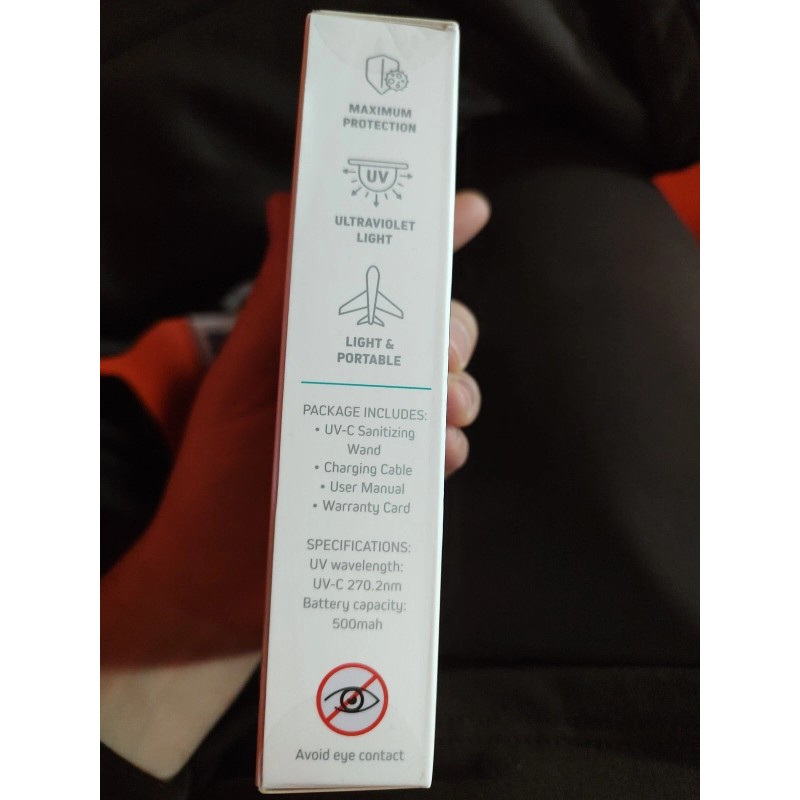 MAXIMUM
PROTECTION
UV
ULTRAVIOLET
LIGHT
LIGHT &
PORTABLE
PACKAGE INCLUDES:
• UV-C Sanitizing
Wand
• Charging Cable
• User Manual
• Warranty Card
SPECIFICATIONS:
UV wavelength:
UV-C 270.2nm
Battery capacity:
500mah
Avoid eye contact